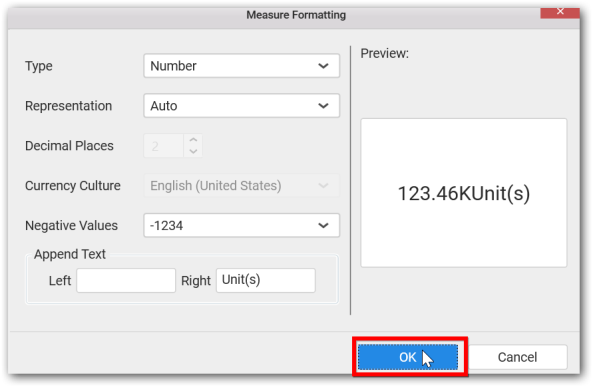 Measure Formatting
Type Number
Preview:
Representation Auto
Decimal Places 2
Currency Culture English (United States)
123.46KUnit(s)
Negative Values -1234
Append Text
Left Right Unit(s)
OK Cancel